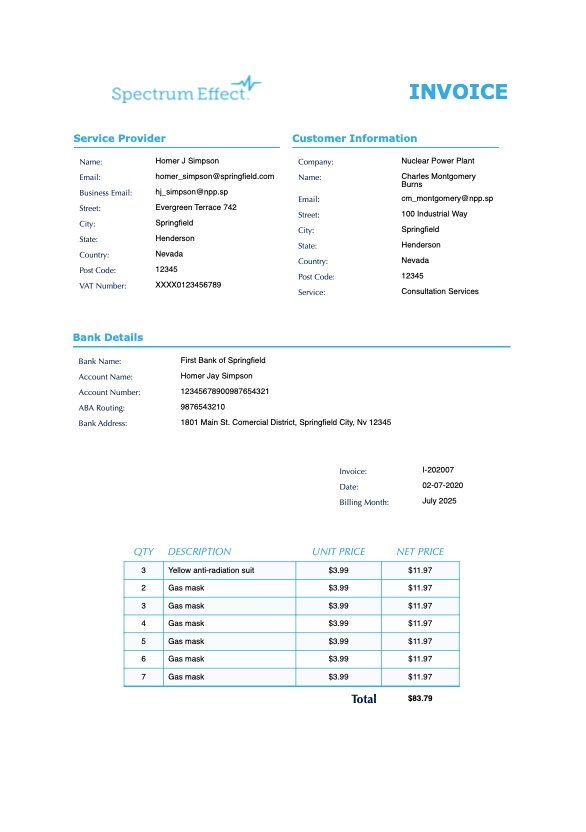 Spectrum Effect
INVOICE
Service Provider
Name: Homer J Simpson
Email: homer_simpson@springfield.com
Business Email: hj_simpson@npp.sp
Street: Evergreen Terrace 742
City: Springfield
State: Henderson
Country: Nevada
Post Code: 12345
VAT Number: XXXX0123456789
Customer Information
Company: Nuclear Power Plant
Name: Charles Montgomery
Burns
Email: cm_montgomery@npp.sp
Street: 100 Industrial Way
City: Springfield
State: Henderson
Country: Nevada
Post Code: 12345
Service: Consultation Services
Bank Details
Bank Name: First Bank of Springfield
Account Name: Homer Jay Simpson
Account Number: 12345678900987654321
ABA Routing: 9876543210
Bank Address: 1801 Main St. Comercial District, Springfield City, Nv 12345
Invoice: I-202007
Date: 02-07-2020
Billing Month: July 2025
QTY DESCRIPTION UNIT PRICE NET PRICE
3 Yellow anti-radiation suit $3.99 $11.97
2 Gas mask $3.99 $11.97
3 Gas mask $3.99 $11.97
4 Gas mask $3.99 $11.97
5 Gas mask $3.99 $11.97
6 Gas mask $3.99 $11.97
7 Gas mask $3.99 $11.97
Total $83.79